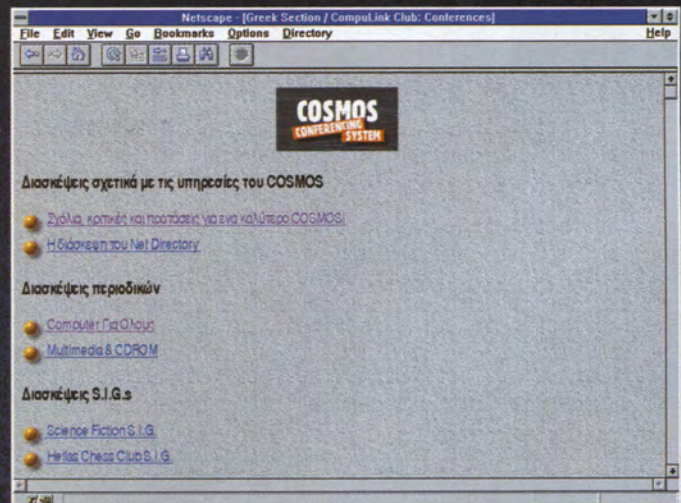 Netscape - [Greek Section / CompuLink Club: Conferences]
File Edit View Go Bookmarks Options Directory Help
COSMOS
CONFERENCING
SYSTEM
Διασκέψεις σχετικά με τις υπηρεσίες του COSMOS
Σχόλια, κριτικές και προτάσεις για ενα καλύτερο COSMOS!
Η διάσκεψη του Net Directory
Διασκέψεις περιοδικών
Computer Για Ολους
Multimedia & CDROM
Διασκέψεις S.I.G.s
Science Fiction S.I.G.
Hellas Chess Club S.I.G.